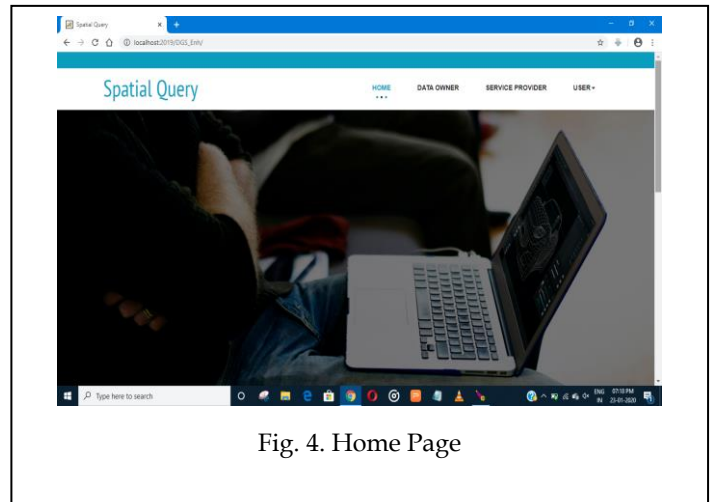 Spatial Query
localhost:2019/DGS_Enly/
Spatial Query
HOME DATA OWNER SERVICE PROVIDER USER
Type here to search
ENG 07:10 PM
IN 23-01-2020
Fig. 4. Home Page